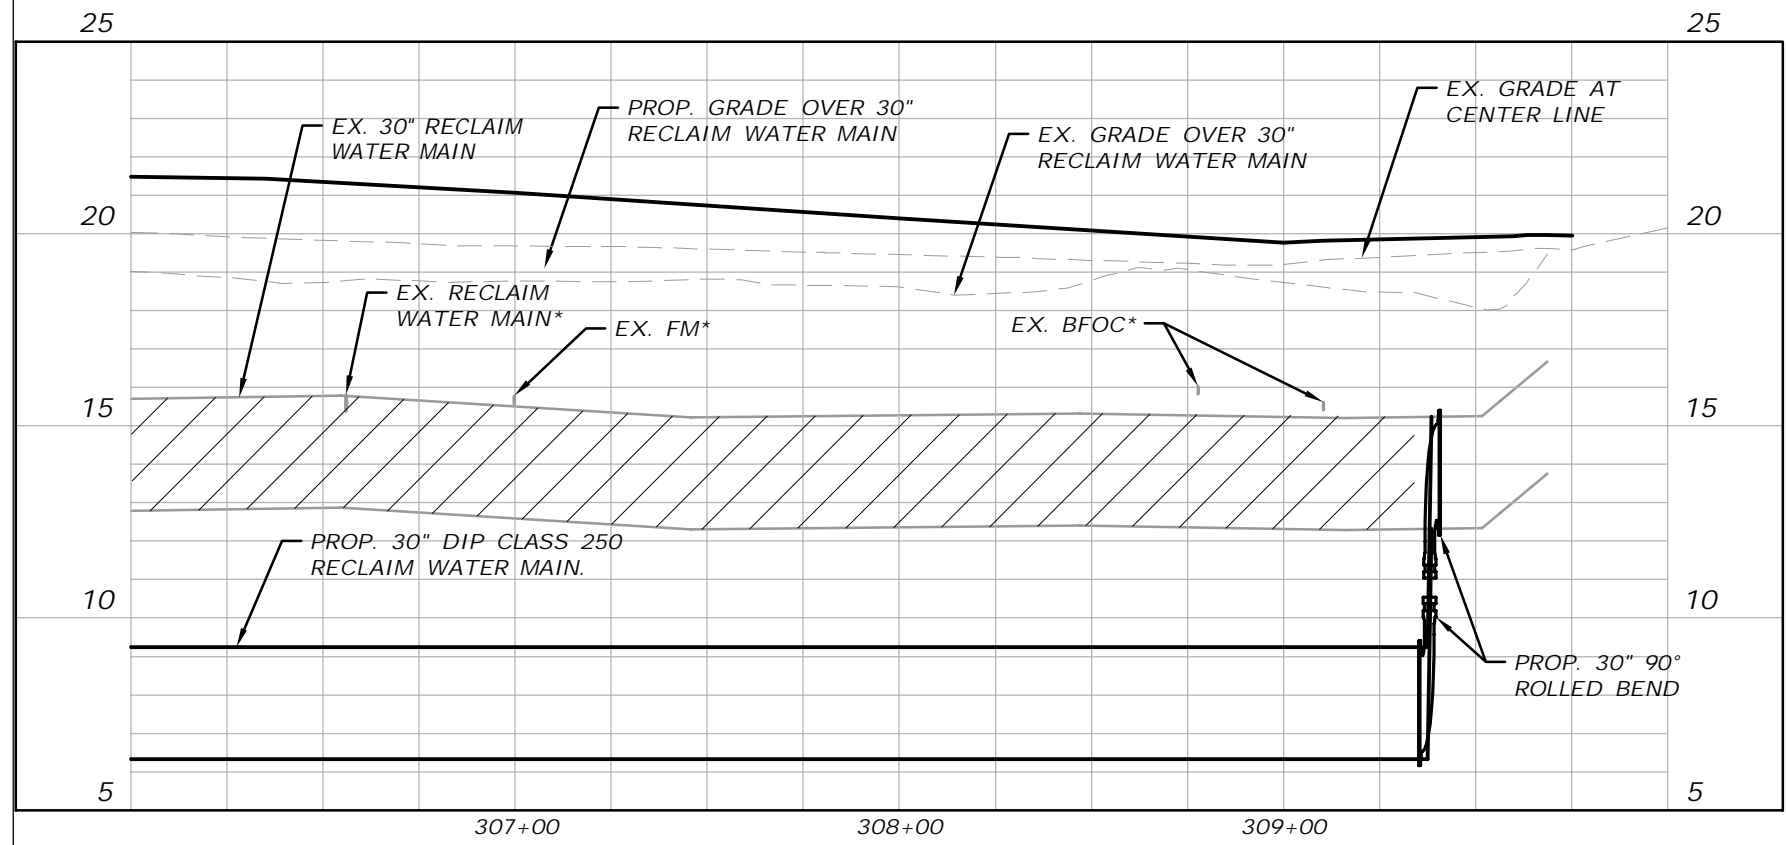 25
25
EX. 30" RECLAIM
WATER MAIN
PROP. GRADE OVER 30"
RECLAIM WATER MAIN
EX. GRADE OVER 30"
RECLAIM WATER MAIN
EX. GRADE AT
CENTER LINE
20
20
EX. RECLAIM
WATER MAIN*
EX. FM*
EX. BFOC*
15
15
PROP. 30" DIP CLASS 250
RECLAIM WATER MAIN.
10
10
PROP. 30" 90°
ROLLED BEND
5
5
307+00
308+00
309+00